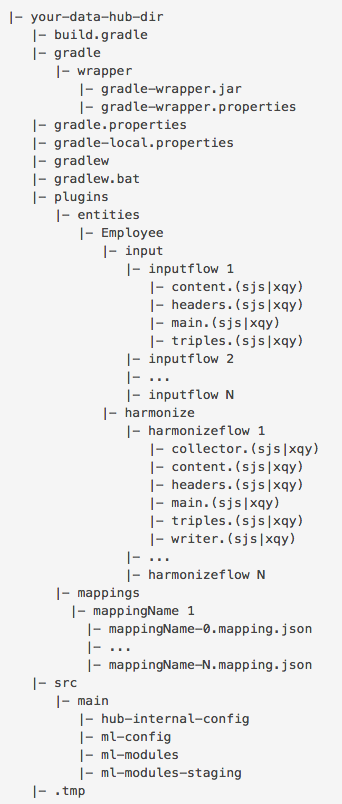 |— your-data-hub-dir
   |— build.gradle
   |— gradle
      |— wrapper
         |— gradle-wrapper.jar
         |— gradle-wrapper.properties
   |— gradle.properties
   |— gradle-local.properties
   |— gradlew
   |— gradlew.bat
   |— plugins
      |— entities
         |— Employee
            |— input
               |— inputflow 1
                  |— content.(sjs|xqy)
                  |— headers.(sjs|xqy)
                  |— main.(sjs|xqy)
                  |— triples.(sjs|xqy)
               |— inputflow 2
               |— ...
               |— inputflow N
            |— harmonize
               |— harmonizeflow 1
                  |— collector.(sjs|xqy)
                  |— content.(sjs|xqy)
                  |— headers.(sjs|xqy)
                  |— main.(sjs|xqy)
                  |— triples.(sjs|xqy)
                  |— writer.(sjs|xqy)
               |— ...
               |— harmonizeflow N
      |— mappings
        |— mappingName 1
          |— mappingName-0.mapping.json
          |— ...
          |— mappingName-N.mapping.json
   |— src
      |— main
         |— hub-internal-config
         |— ml-config
         |— ml-modules
         |— ml-modules-staging
   |— .tmp